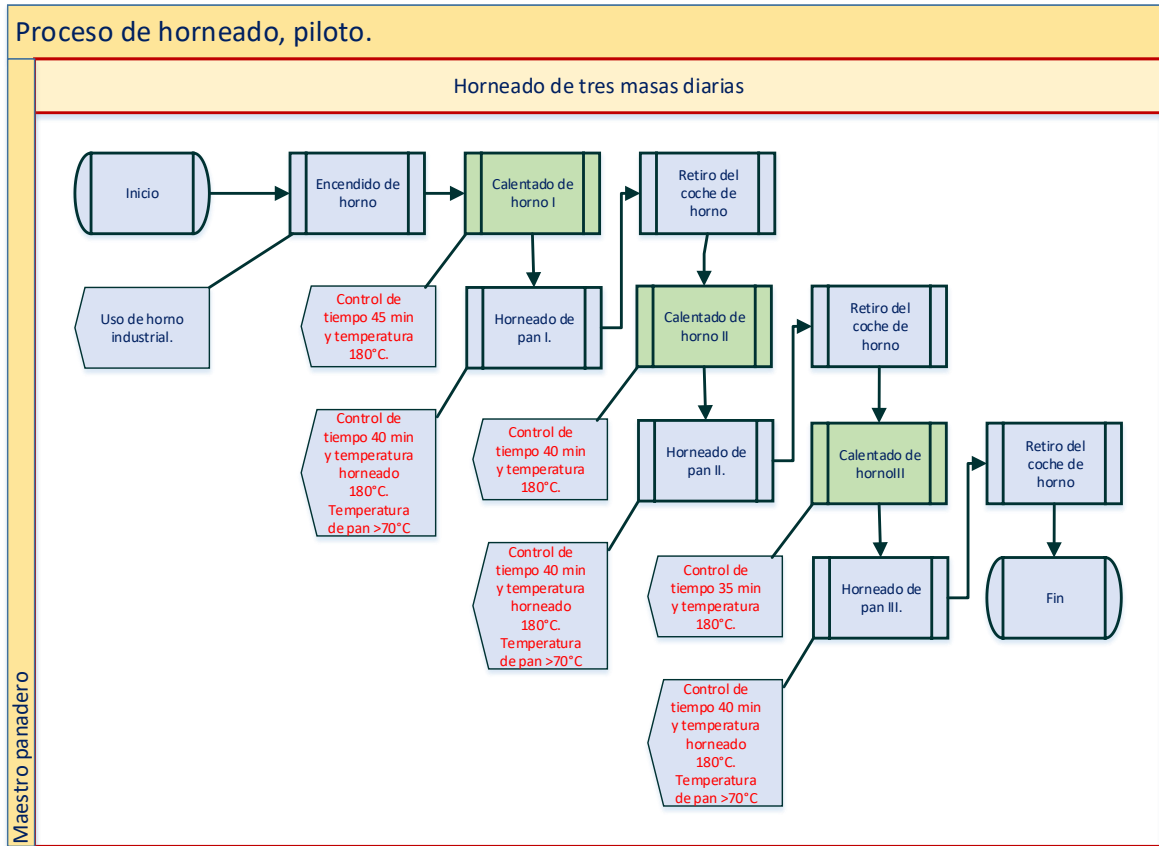 Proceso de horneado, piloto.
Maestro panadero
Horneado de tres masas diarias
Inicio
Encendido de
horno
Calentado de
horno I
Retiro del
coche de
horno
Uso de horno
industrial.
Control de
tiempo 45 min
y temperatura
180°C.
Horneado de
pan I.
Calentado de
horno II
Retiro del
coche de
horno
Control de
tiempo 40 min
y temperatura
horneado
180°C.
Temperatura
de pan >70°C
Control de
tiempo 40 min
y temperatura
180°C.
Horneado de
pan II.
Calentado de
hornoIII
Retiro del
coche de
horno
Control de
tiempo 40 min
y temperatura
horneado
180°C.
Temperatura
de pan >70°C
Control de
tiempo 35 min
y temperatura
180°C.
Horneado de
pan III.
Fin
Control de
tiempo 40 min
y temperatura
horneado
180°C.
Temperatura
de pan >70°C